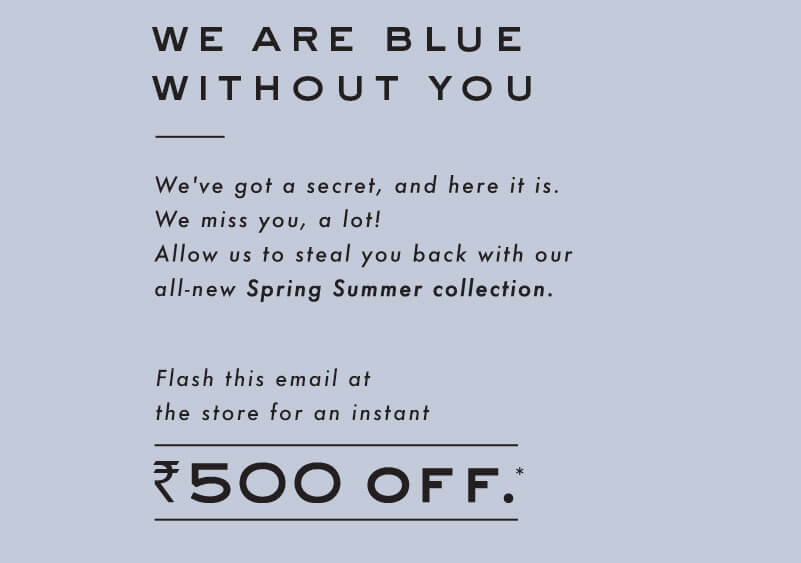 WE ARE BLUE
WITHOUT YOU
We've got a secret, and here it is.
We miss you, a lot!
Allow us to steal you back with our
all-new Spring Summer collection.
Flash this email at
the store for an instant
₹500 OFF.*